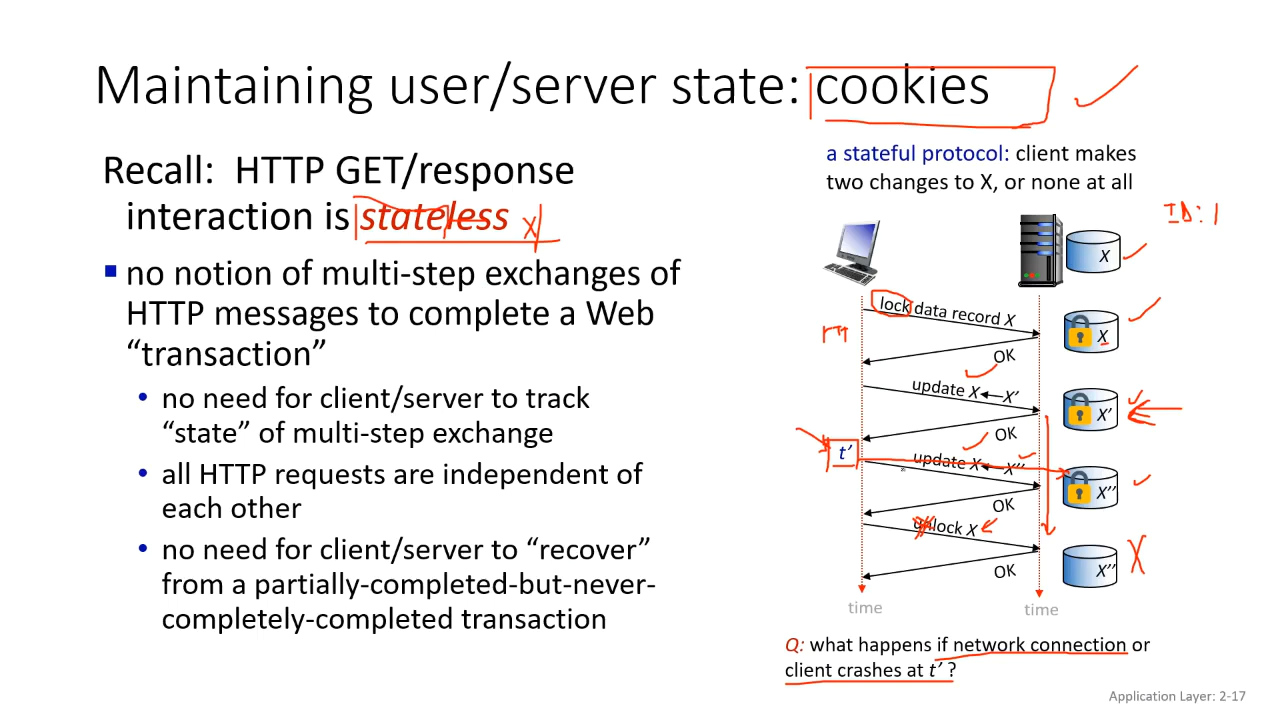 Maintaining user/server state: cookies
Recall: HTTP GET/response
interaction is stateless
no notion of multi-step exchanges of
HTTP messages to complete a Web
“transaction”
• no need for client/server to track
“state” of multi-step exchange
• all HTTP requests are independent of
each other
• no need for client/server to “recover”
from a partially-completed-but-never-
completely-completed transaction
a stateful protocol: client makes
two changes to X, or none at all
ID: 1
X
lock data record X
rtt
X
OK
update X X’
X’
OK
t’
update X X’’
X’’
OK
unlock X
X’’
OK
time
time
Q: what happens if network connection or
client crashes at t’ ?
Application Layer: 2-17